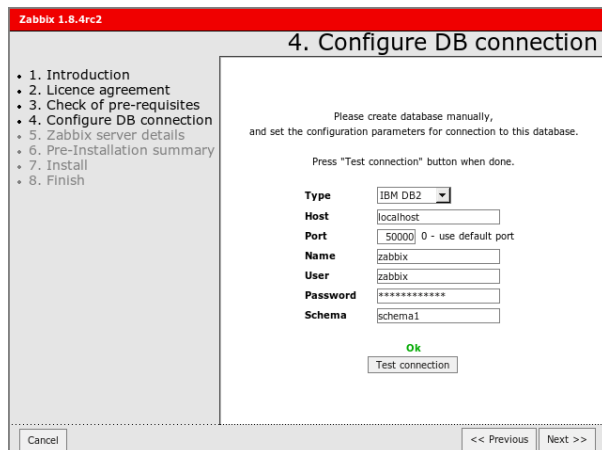 Zabbix 1.8.4rc2
4. Configure DB connection
1. Introduction
2. Licence agreement
3. Check of pre-requisites
4. Configure DB connection
5. Zabbix server details
6. Pre-Installation summary
7. Install
8. Finish
Please create database manually,
and set the configuration parameters for connection to this database.
Press "Test connection" button when done.
Type IBM DB2
Host localhost
Port 50000 0 - use default port
Name zabbix
User zabbix
Password ************
Schema schema1
Ok
Test connection
Cancel << Previous Next >>